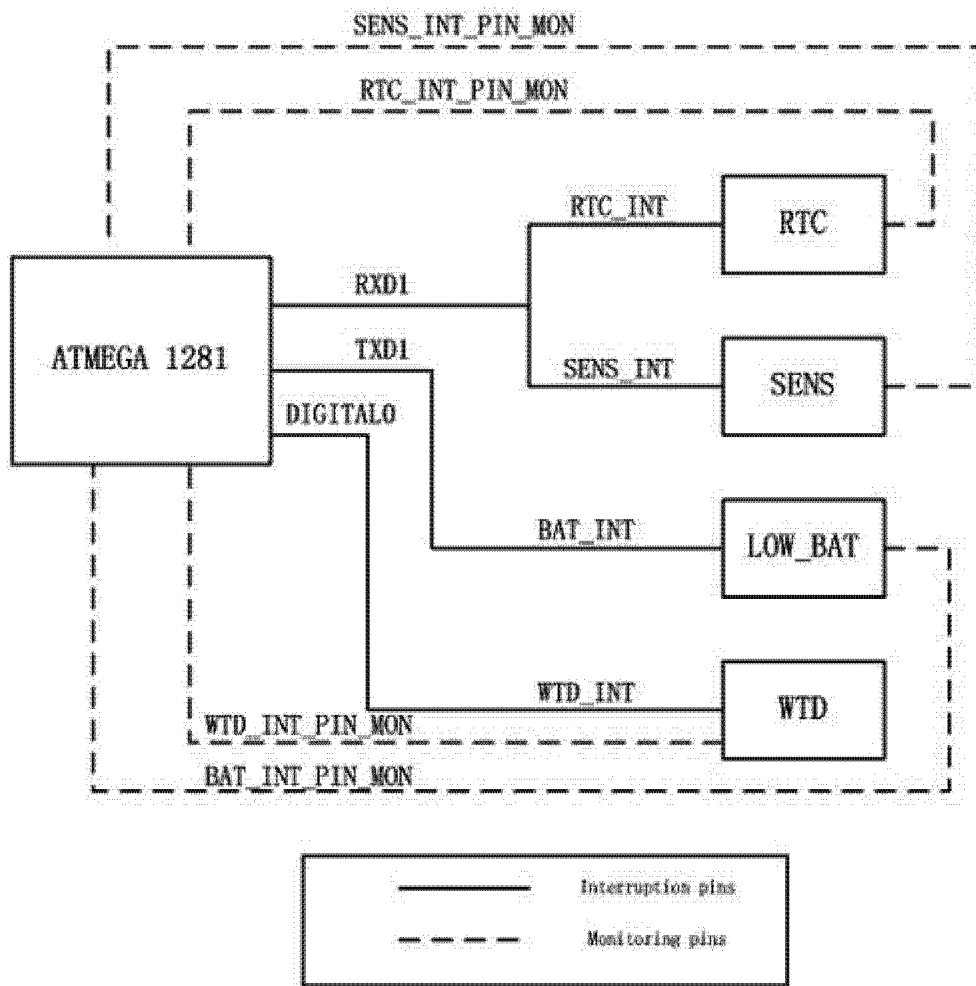 SENS_INT_PIN_MON
RTC_INT_PIN_MON
RTC_INT
RTC
RXD1
ATMEGA 1281
TXD1
SENS_INT
SENS
DIGITALO
BAT_INT
LOW_BAT
WTD_INT
WTD
WTD_INT_PIN_MON
BAT_INT_PIN_MON
Interruption pins
Monitoring pins